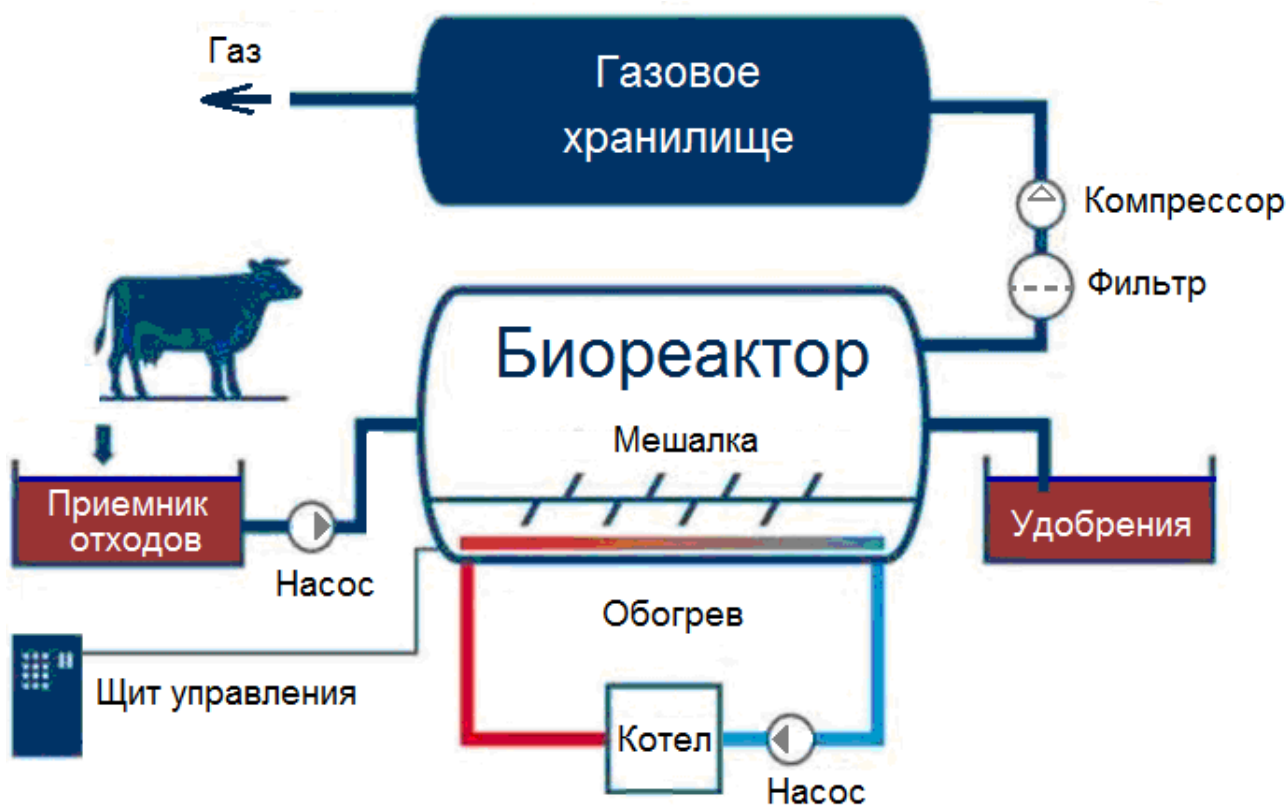 Газ
Газовое
хранилище
Компрессор
Фильтр
Биореактор
Мешалка
Приемник
отходов
Удобрения
Насос
Обогрев
Щит управления
Котел
Насос